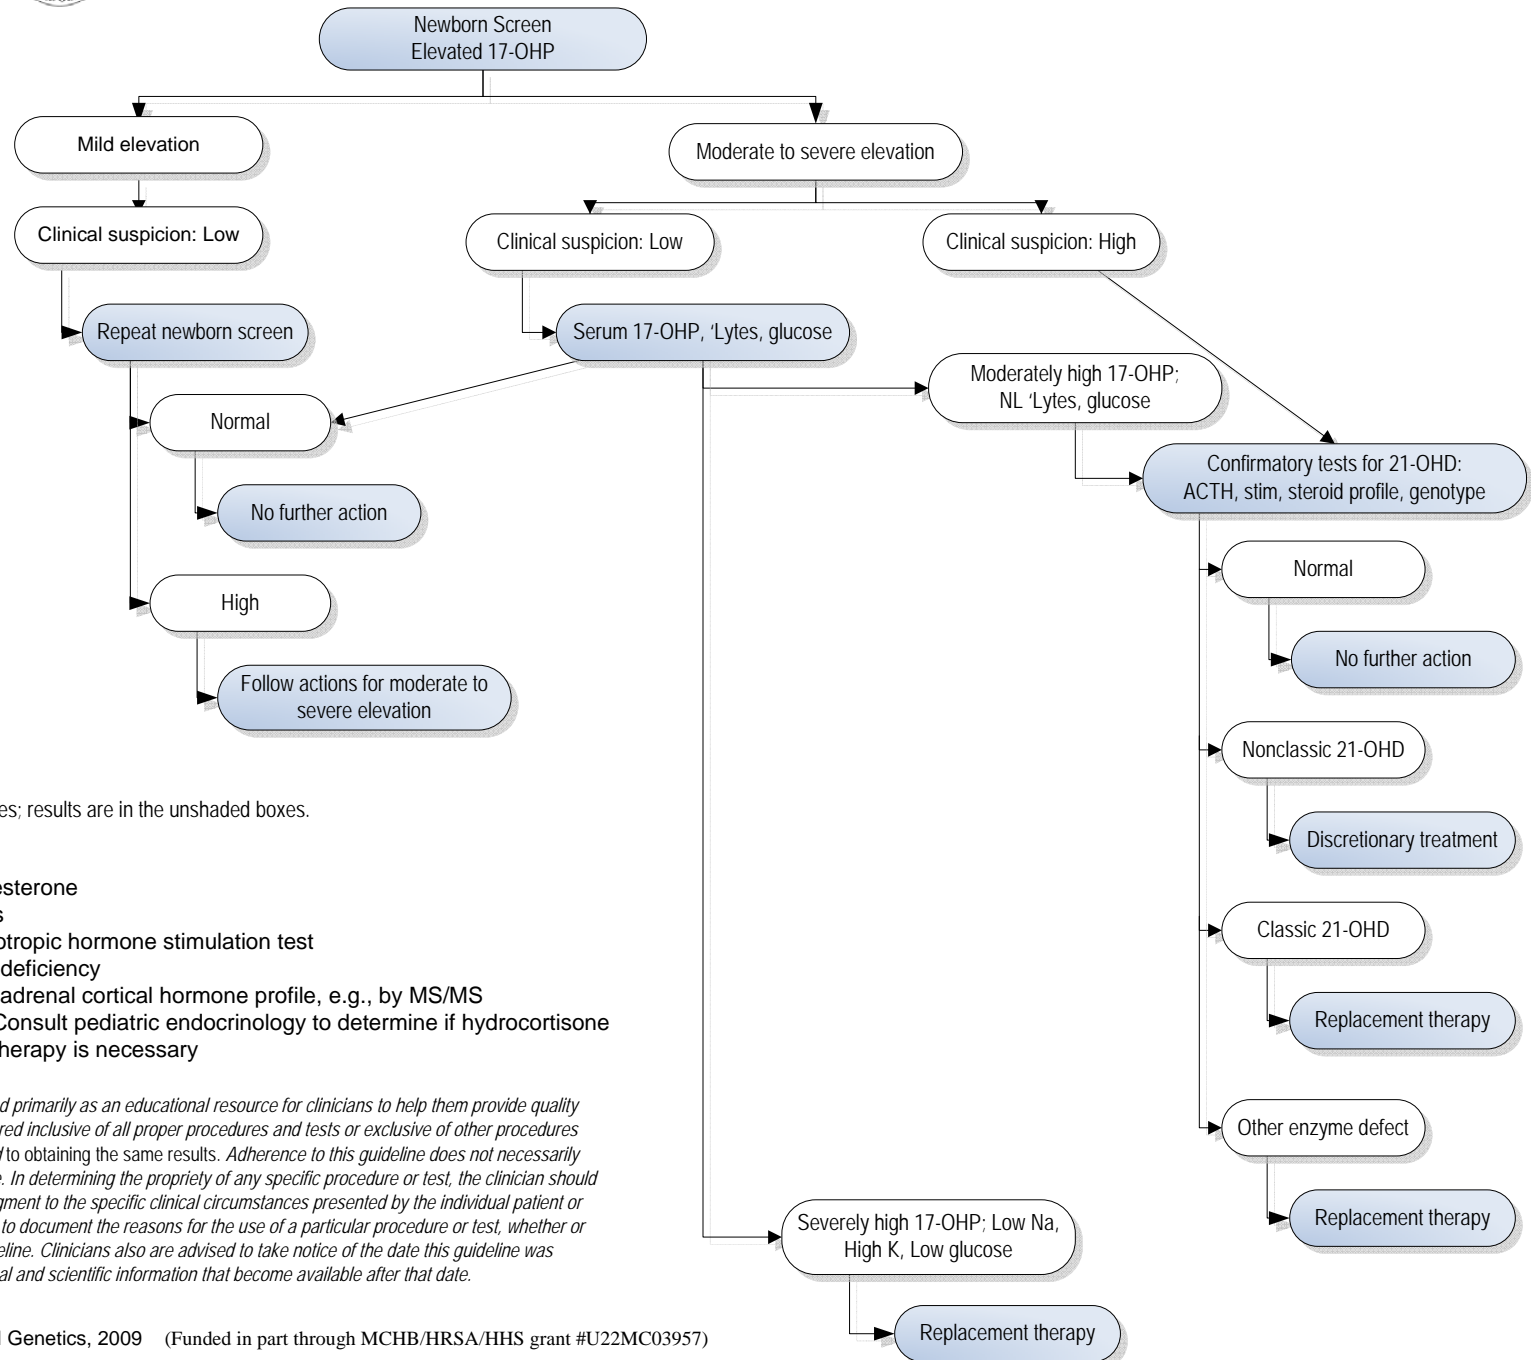 Newborn Screen
Elevated 17-OHP
Mild elevation
Moderate to severe elevation
Clinical suspicion: Low
Clinical suspicion: Low
Clinical suspicion: High
Repeat newborn screen
Serum 17-OHP, ‘Lytes, glucose
Moderately high 17-OHP;
NL ‘Lytes, glucose
Normal
Confirmatory tests for 21-OHD:
ACTH, stim, steroid profile, genotype
No further action
Normal
High
No further action
Follow actions for moderate to
severe elevation
Nonclassic 21-OHD
Discretionary treatment
Classic 21-OHD
Replacement therapy
Other enzyme defect
Replacement therapy
Severely high 17-OHP; Low Na,
High K, Low glucose
Replacement therapy
es; results are in the unshaded boxes.
esterone
s
otropic hormone stimulation test
deficiency
adrenal cortical hormone profile, e.g., by MS/MS
Consult pediatric endocrinology to determine if hydrocortisone
herapy is necessary
d primarily as an educational resource for clinicians to help them provide quality
red inclusive of all proper procedures and tests or exclusive of other procedures
d to obtaining the same results. Adherence to this guideline does not necessarily
e. In determining the propriety of any specific procedure or test, the clinician should
gment to the specific clinical circumstances presented by the individual patient or
to document the reasons for the use of a particular procedure or test, whether or
eline. Clinicians also are advised to take notice of the date this guideline was
al and scientific information that become available after that date.
l Genetics, 2009 (Funded in part through MCHB/HRSA/HHS grant #U22MC03957)